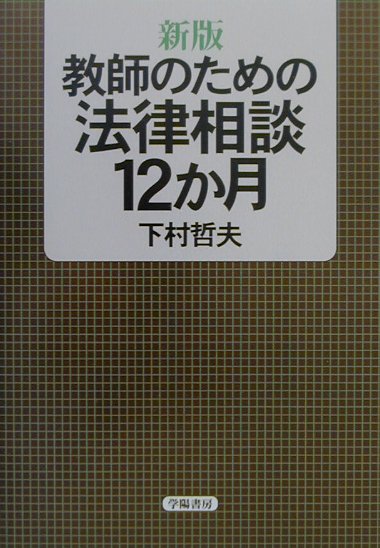 新版
教師のための
法律相談
12か月
下村哲夫
学陽書房